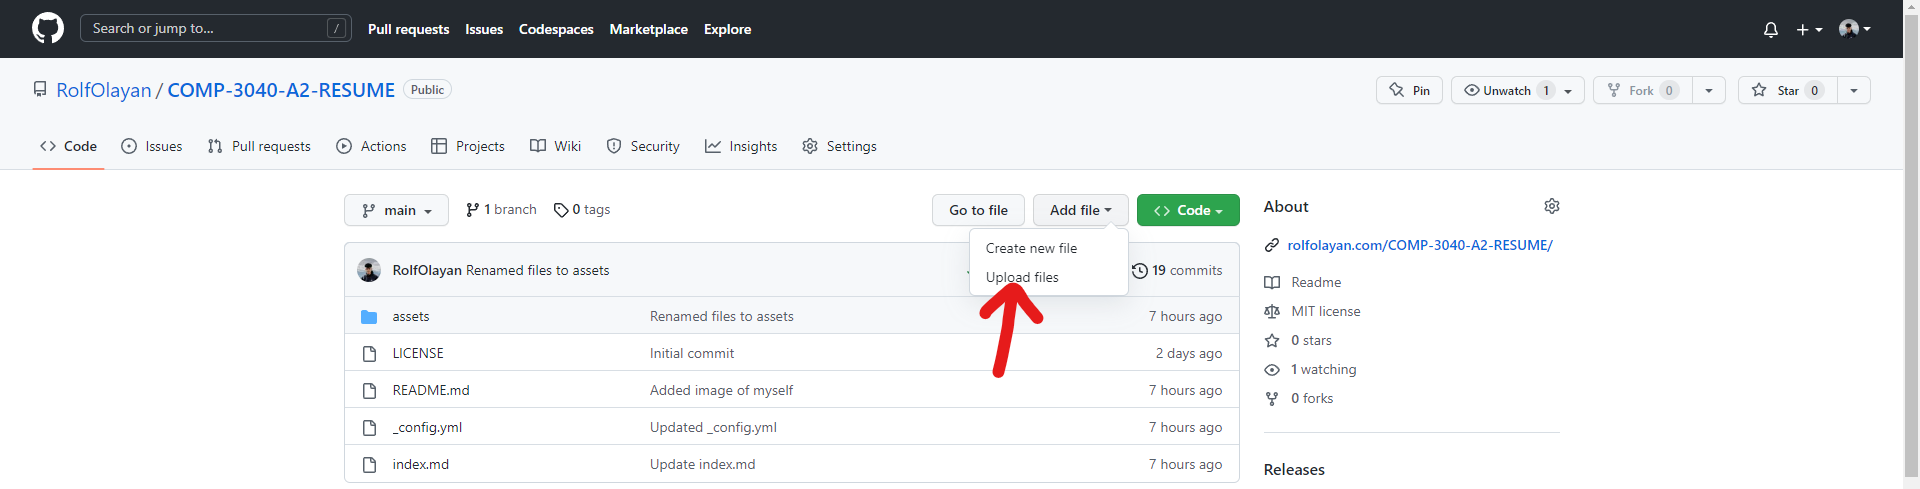 Search or jump to... /
Pull requests Issues Codespaces Marketplace Explore
RolfOlayan / COMP-3040-A2-RESUME Public
Pin Unwatch 1 Fork 0 Star 0
Code Issues Pull requests Actions Projects Wiki Security Insights Settings
main 1 branch 0 tags Go to file Add file Code
Create new file
Upload files
RolfOlayan Renamed files to assets 19 commits
assets Renamed files to assets 7 hours ago
LICENSE Initial commit 2 days ago
README.md Added image of myself 7 hours ago
_config.yml Updated _config.yml 7 hours ago
index.md Update index.md 7 hours ago
About
rolfolayan.com/COMP-3040-A2-RESUME/
Readme
MIT license
0 stars
1 watching
0 forks
Releases